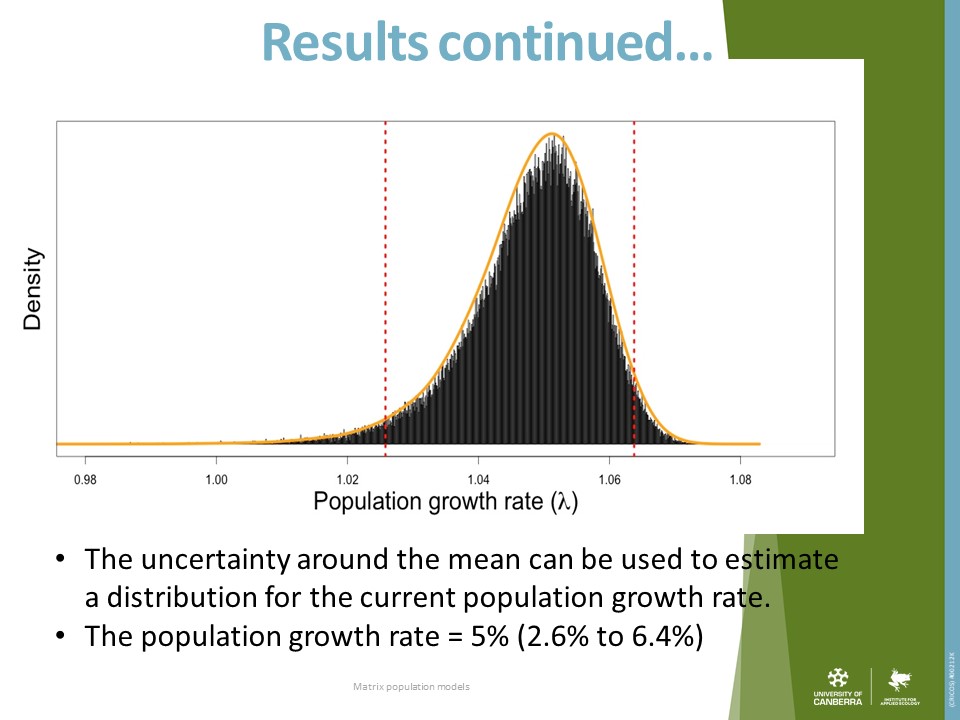 Results continued...
Density
0.98 1.00 1.02 1.04 1.06 1.08
Population growth rate (λ)
• The uncertainty around the mean can be used to estimate
a distribution for the current population growth rate.
• The population growth rate = 5% (2.6% to 6.4%)
Matrix population models
UNIVERSITY OF
CANBERRA
INSTITUTE FOR
APPLIED ECOLOGY